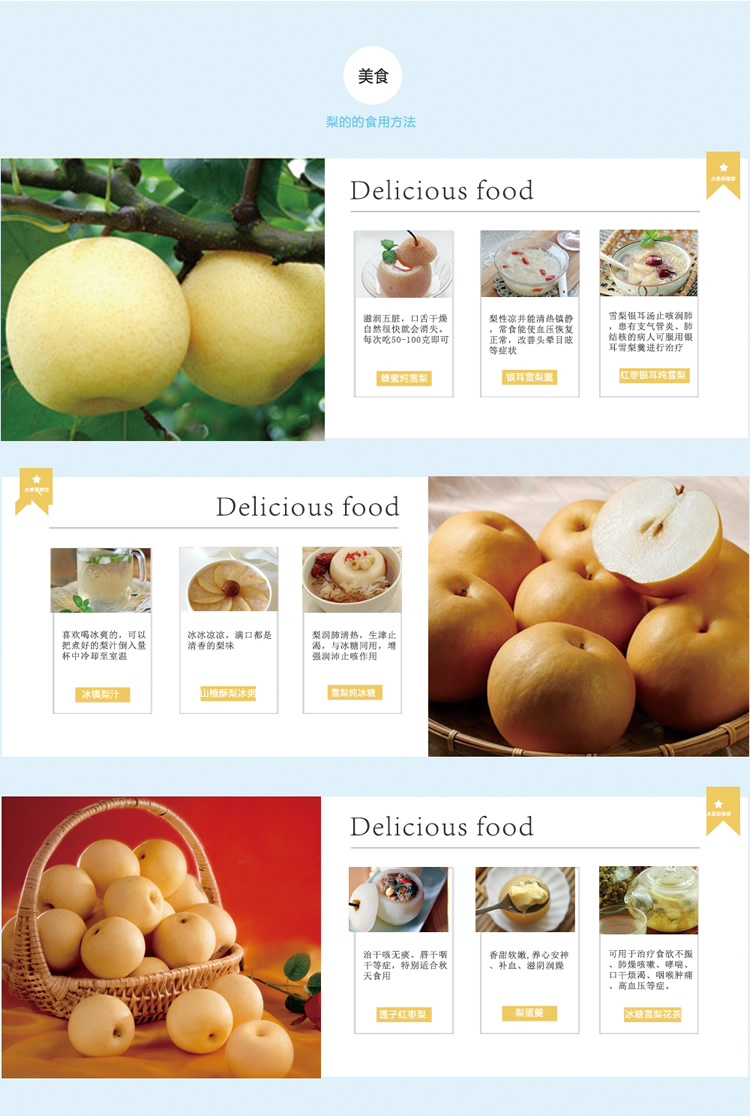 美食
梨的的食用方法
Delicious food
滋润五脏，口舌干燥
自然很快就会消失。
每次吃50-100克即可
蜂蜜炖雪梨
梨性凉并能清热镇静
，常食能使血压恢复
正常，改善头晕目眩
等症状
银耳雪梨羹
雪梨银耳汤止咳润肺
，患有支气管炎、肺
结核的病人可服用银
耳雪梨羹进行治疗
红枣银耳炖雪梨
Delicious food
喜欢喝冰爽的，可以
把煮好的梨汁倒入量
杯中冷却至室温
冰镇梨汁
冰冰凉凉，满口都是
清香的梨味
山楂酥梨冰粥
梨润肺清热，生津止
渴，与冰糖同用，增
强润沛止咳作用
雪梨炖冰糖
Delicious food
治干咳无痰、唇干咽
干等症，特别适合秋
天食用
莲子红枣梨
香甜软嫩,养心安神
、补血、滋阴润燥
梨蛋羹
可用于治疗食欲不振
、肺燥咳嗽、哮喘、
口干烦渴、咽喉肿痛
、高血压等症。
冰糖雪梨花茶